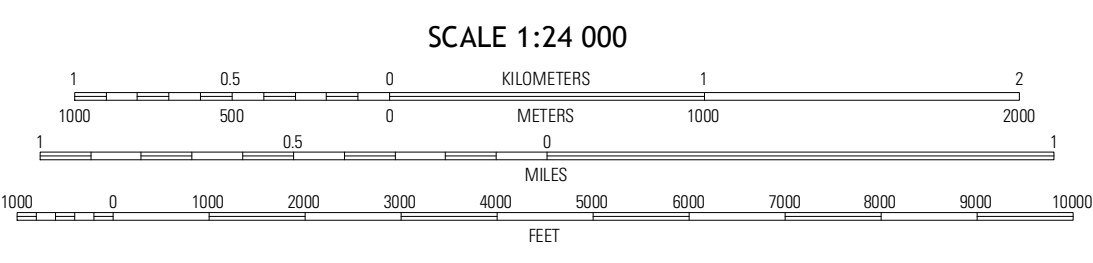 SCALE 1:24 000
1 0.5 0 KILOMETERS 1 2
1000 500 0 METERS 1000 2000
1 0.5 0 1
MILES
1000 0 1000 2000 3000 4000 5000 6000 7000 8000 9000 10000
FEET